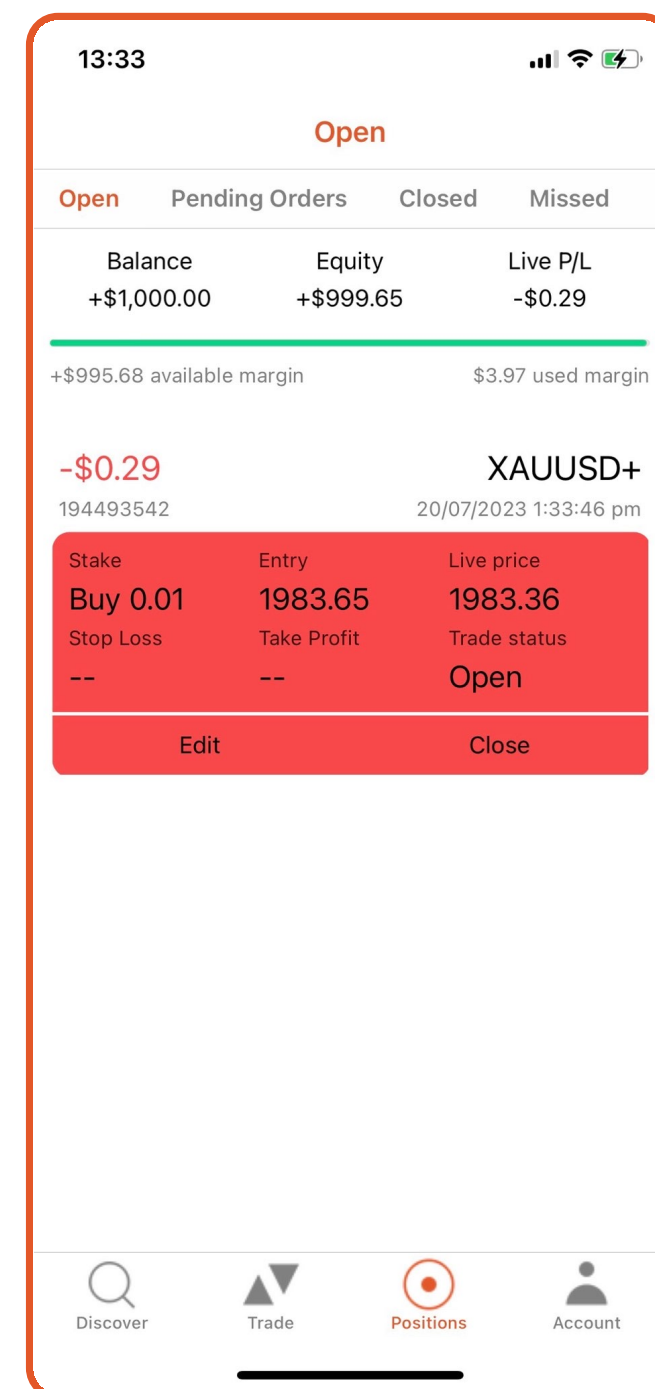 13:33
Open
Open Pending Orders Closed Missed
Balance Equity Live P/L
+$1,000.00 +$999.65 -$0.29
+$995.68 available margin $3.97 used margin
-$0.29 XAUUSD+
194493542 20/07/2023 1:33:46 pm
Stake Entry Live price
Buy 0.01 1983.65 1983.36
Stop Loss Take Profit Trade status
-- -- Open
Edit Close
Discover Trade Positions Account